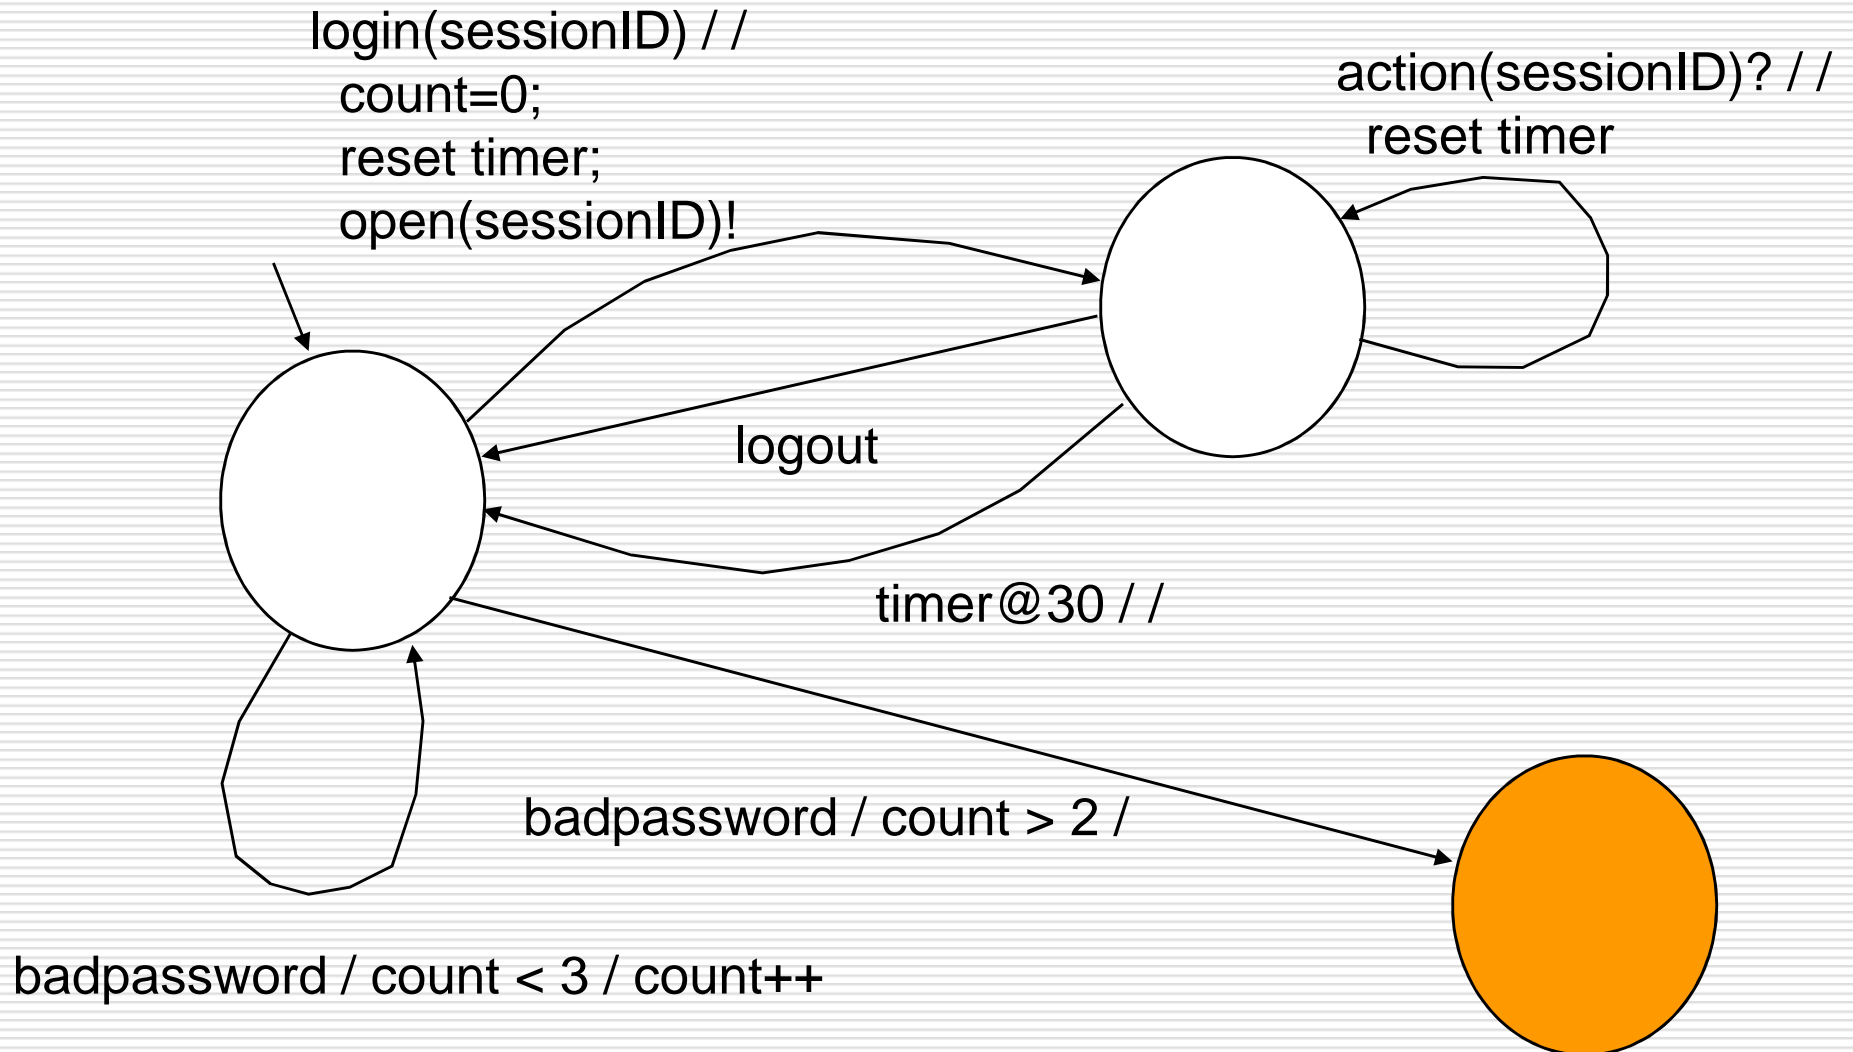 login(sessionID) / /
count=0;
reset timer;
open(sessionID)!
action(sessionID)? / /
reset timer
logout
timer@30 / /
badpassword / count > 2 /
badpassword / count < 3 / count++